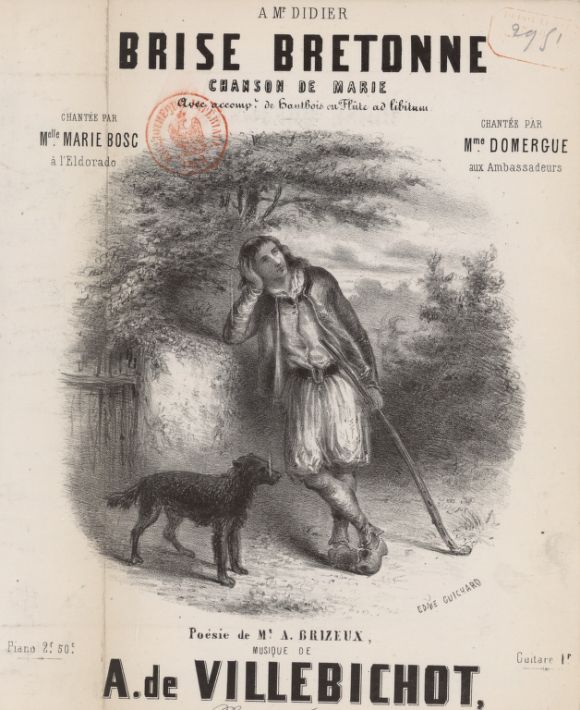 A Mr DIDIER
BRISE BRETONNE
CHANSON DE MARIE
Avec accompt. de Hautbois ou Flûte ad libitum.
2951
CHANTÉE PAR
Melle MARIE BOSC
à l'Eldorado
CHANTÉE PAR
Mme DOMERGUE
aux Ambassadeurs
GUICHARD
Poésie de Mr A. BRIZEUX,
Piano 2f 50c
MUSIQUE DE
Guitare 1f
A. de VILLEBICHOT,